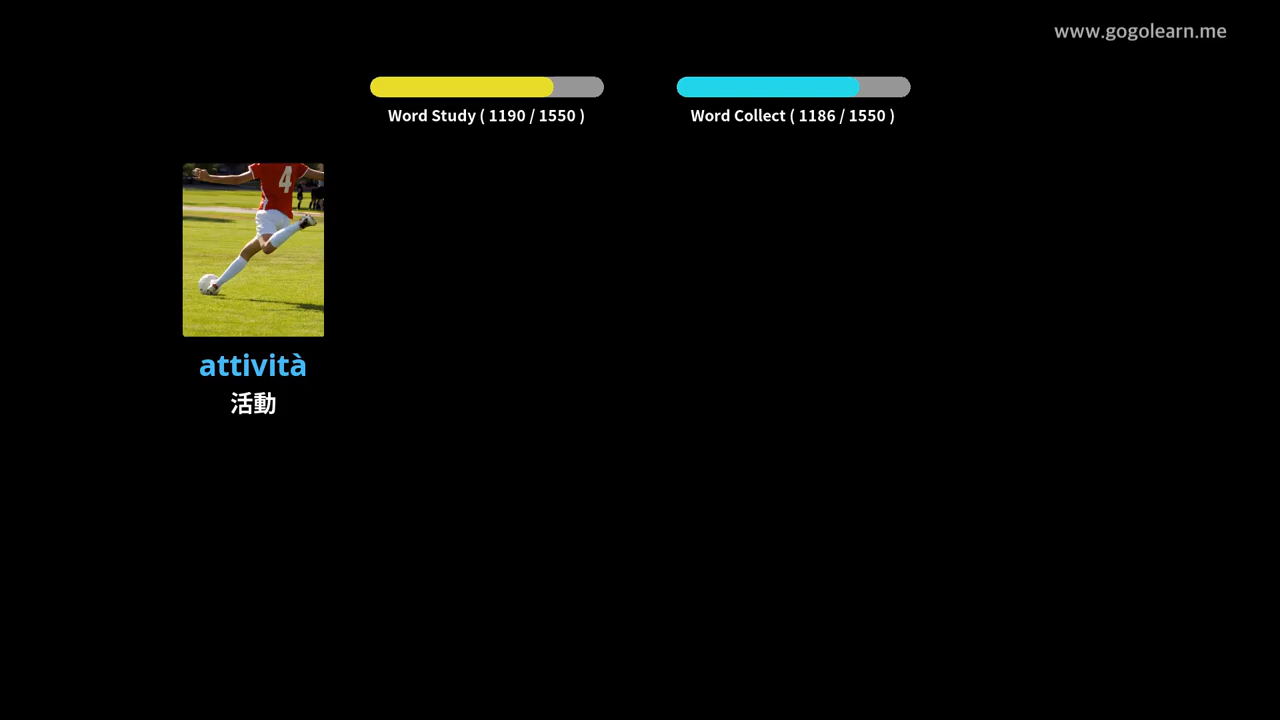 www.gogolearn.me
Word Study ( 1190 / 1550 )
Word Collect ( 1186 / 1550 )
4
attività
活動